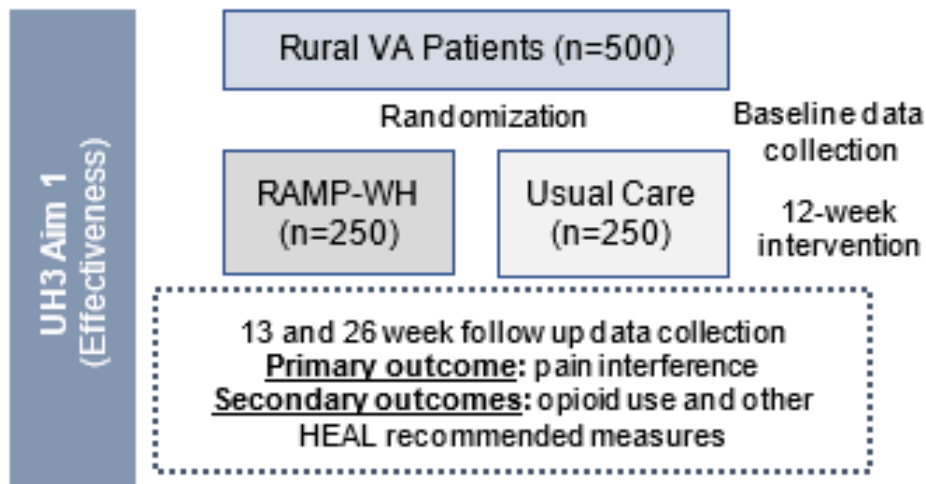 UH3 Aim 1
(Effectiveness)
Rural VA Patients (n=500)
Randomization
Baseline data
collection
RAMP-WH
(n=250)
Usual Care
(n=250)
12-week
intervention
13 and 26 week follow up data collection
Primary outcome: pain interference
Secondary outcomes: opioid use and other
HEAL recommended measures